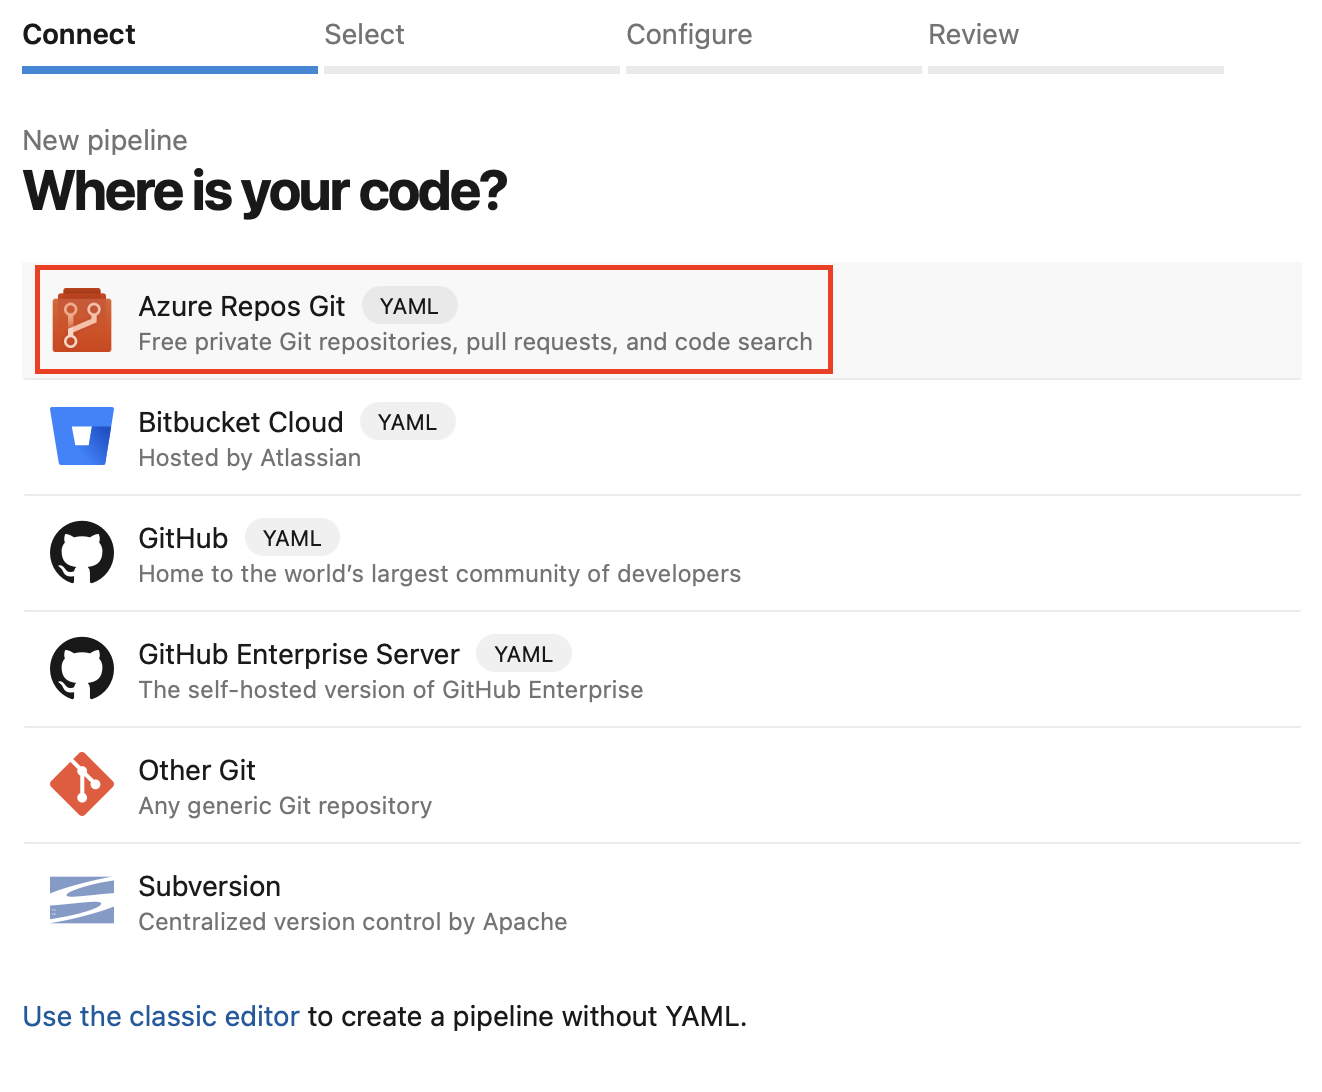 Connect Select Configure Review
New pipeline
Where is your code?
Azure Repos Git YAML
Free private Git repositories, pull requests, and code search
Bitbucket Cloud YAML
Hosted by Atlassian
GitHub YAML
Home to the world’s largest community of developers
GitHub Enterprise Server YAML
The self-hosted version of GitHub Enterprise
Other Git
Any generic Git repository
Subversion
Centralized version control by Apache
Use the classic editor to create a pipeline without YAML.